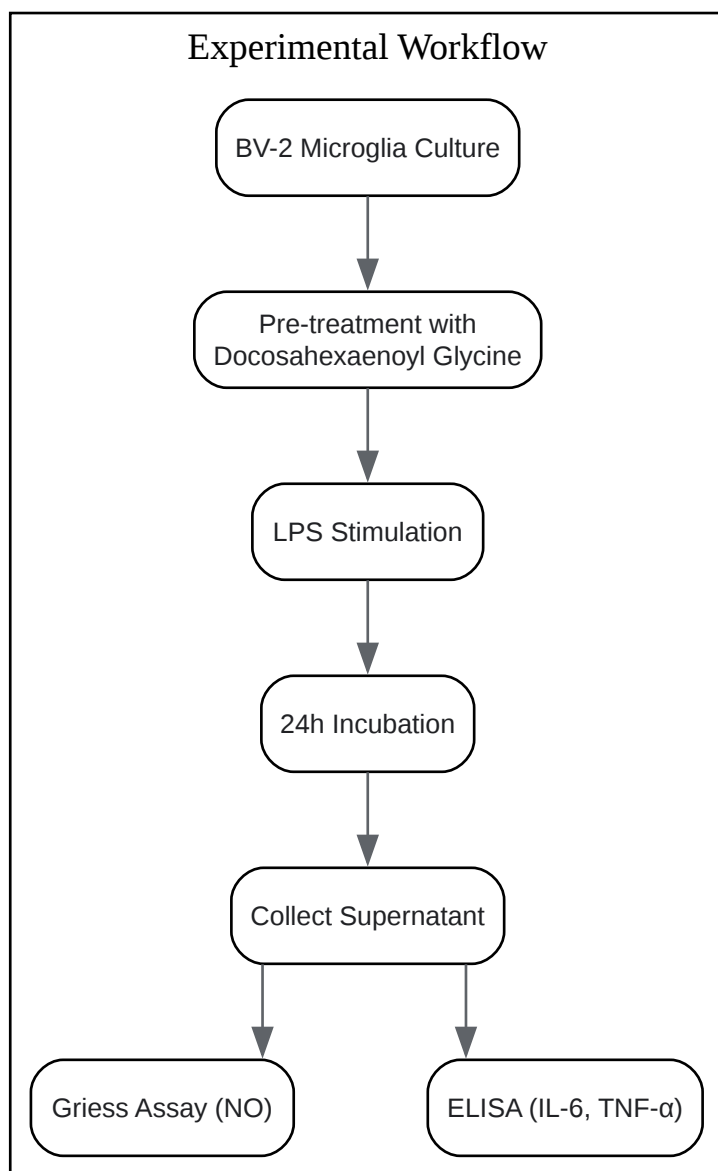 Experimental Workflow
BV-2 Microglia Culture
Pre-treatment with
Docosahexaenoyl Glycine
LPS Stimulation
24h Incubation
Collect Supernatant
Griess Assay (NO)
ELISA (IL-6, TNF-α)